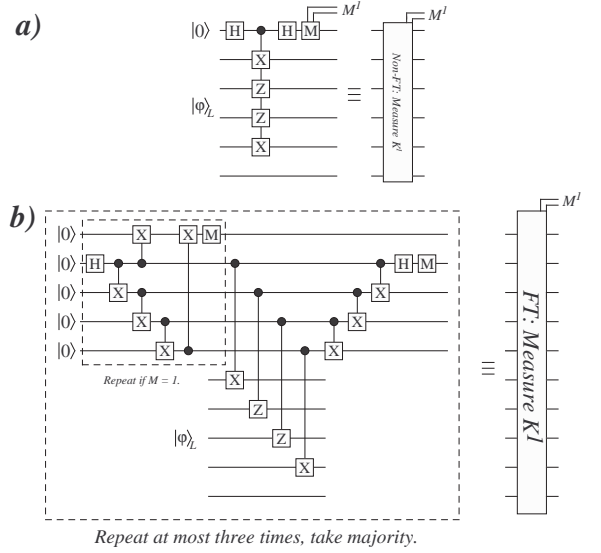 a)
M¹
|0⟩ H H M
X
Z
|φ⟩L Z
X
Non-FT: Measure K¹
M¹
b)
|0⟩ X X M
|0⟩ H H M
|0⟩ X X
|0⟩ X X
|0⟩ X X
Repeat if M = 1.
X
Z
|φ⟩L Z
X
Repeat at most three times, take majority.
M¹
FT: Measure K¹
M¹